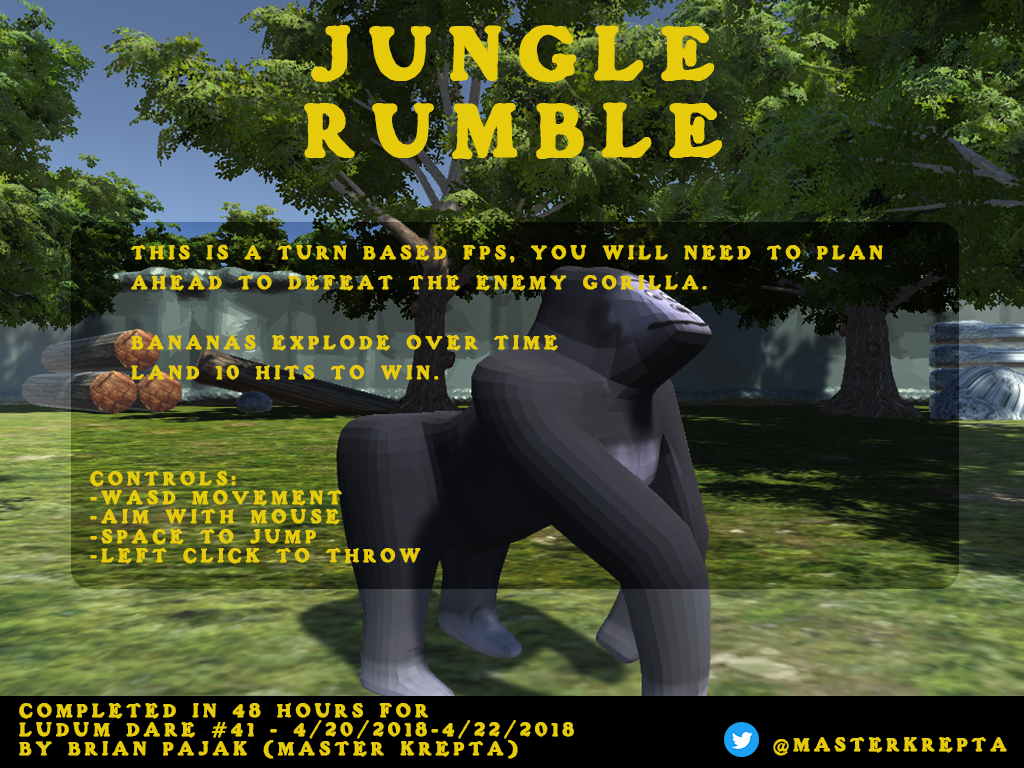 JUNGLE
RUMBLE
THIS IS A TURN BASED FPS, YOU WILL NEED TO PLAN
AHEAD TO DEFEAT THE ENEMY GORILLA.
BANANAS EXPLODE OVER TIME
LAND 10 HITS TO WIN.
CONTROLS:
-WASD MOVEMENT
-AIM WITH MOUSE
-SPACE TO JUMP
-LEFT CLICK TO THROW
COMPLETED IN 48 HOURS FOR
LUDUM DARE #41 - 4/20/2018-4/22/2018
BY BRIAN PAJAK (MASTER KREPTA)
@MASTERKREPTA